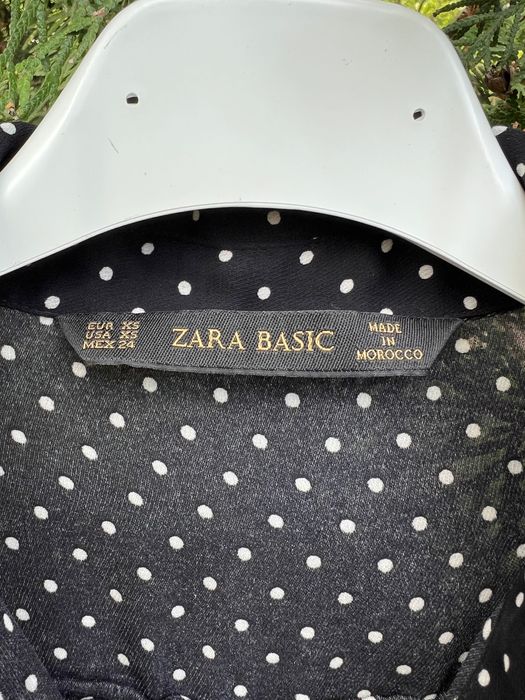 EUR XS
USA XS
MEX 24
ZARA BASIC
MADE
IN
MOROCCO